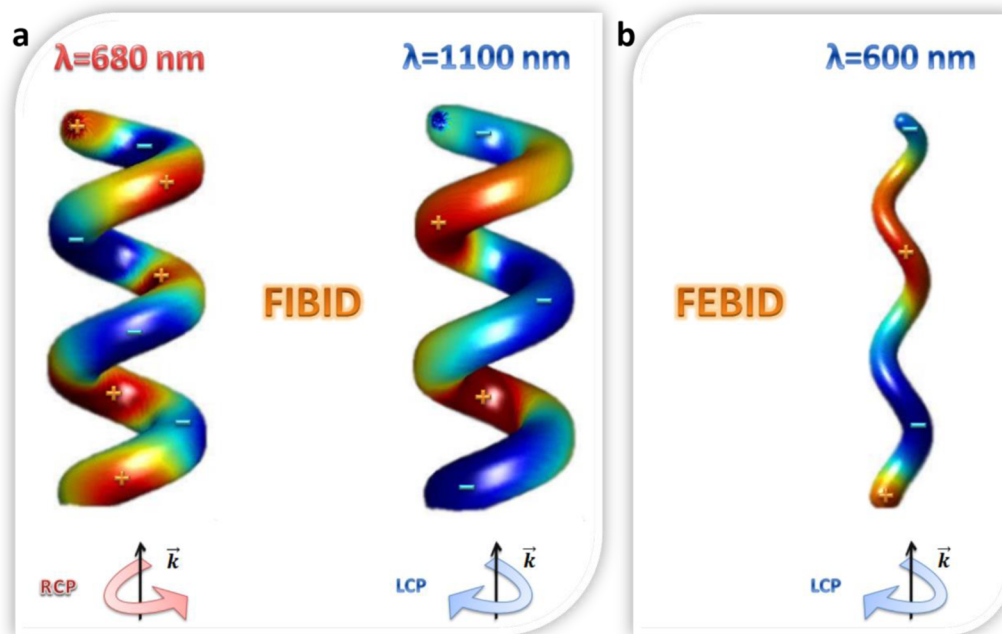 a
λ=680 nm
λ=1100 nm
b
λ=600 nm
+
−
+
−
+
−
+
−
+
−
+
−
+
−
−
+
−
+
FIBID
FEBID
RCP
k⃗
LCP
k⃗
LCP
k⃗